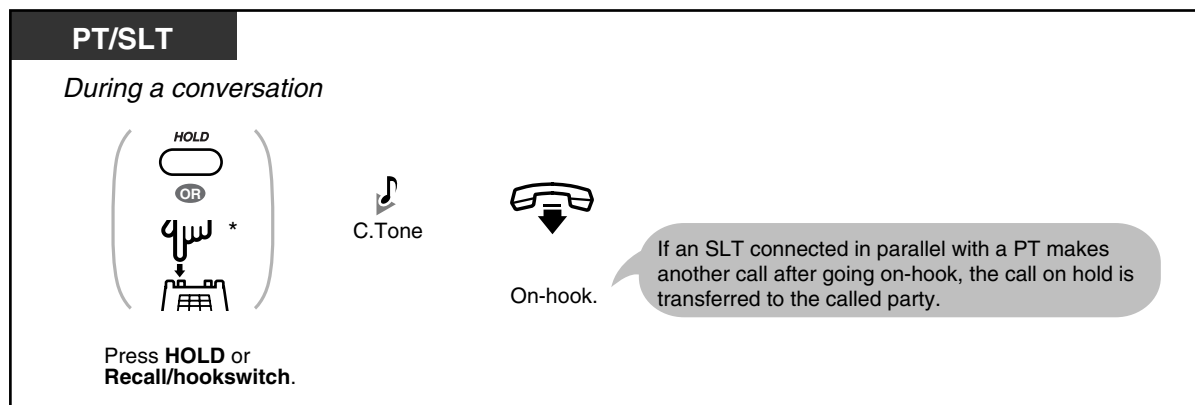 PT/SLT
During a conversation
HOLD
OR
*
C.Tone
On-hook.
If an SLT connected in parallel with a PT makes
another call after going on-hook, the call on hold is
transferred to the called party.
Press HOLD or
Recall/hookswitch.